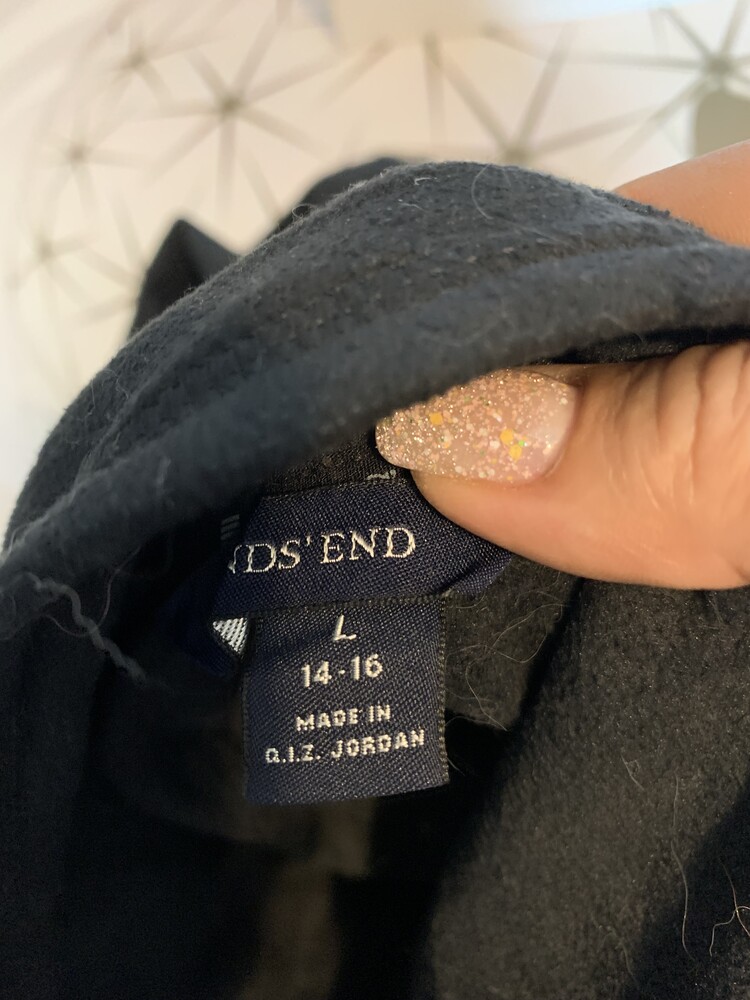 NDS' END
L
14-16
MADE IN
Q.I.Z. JORDAN